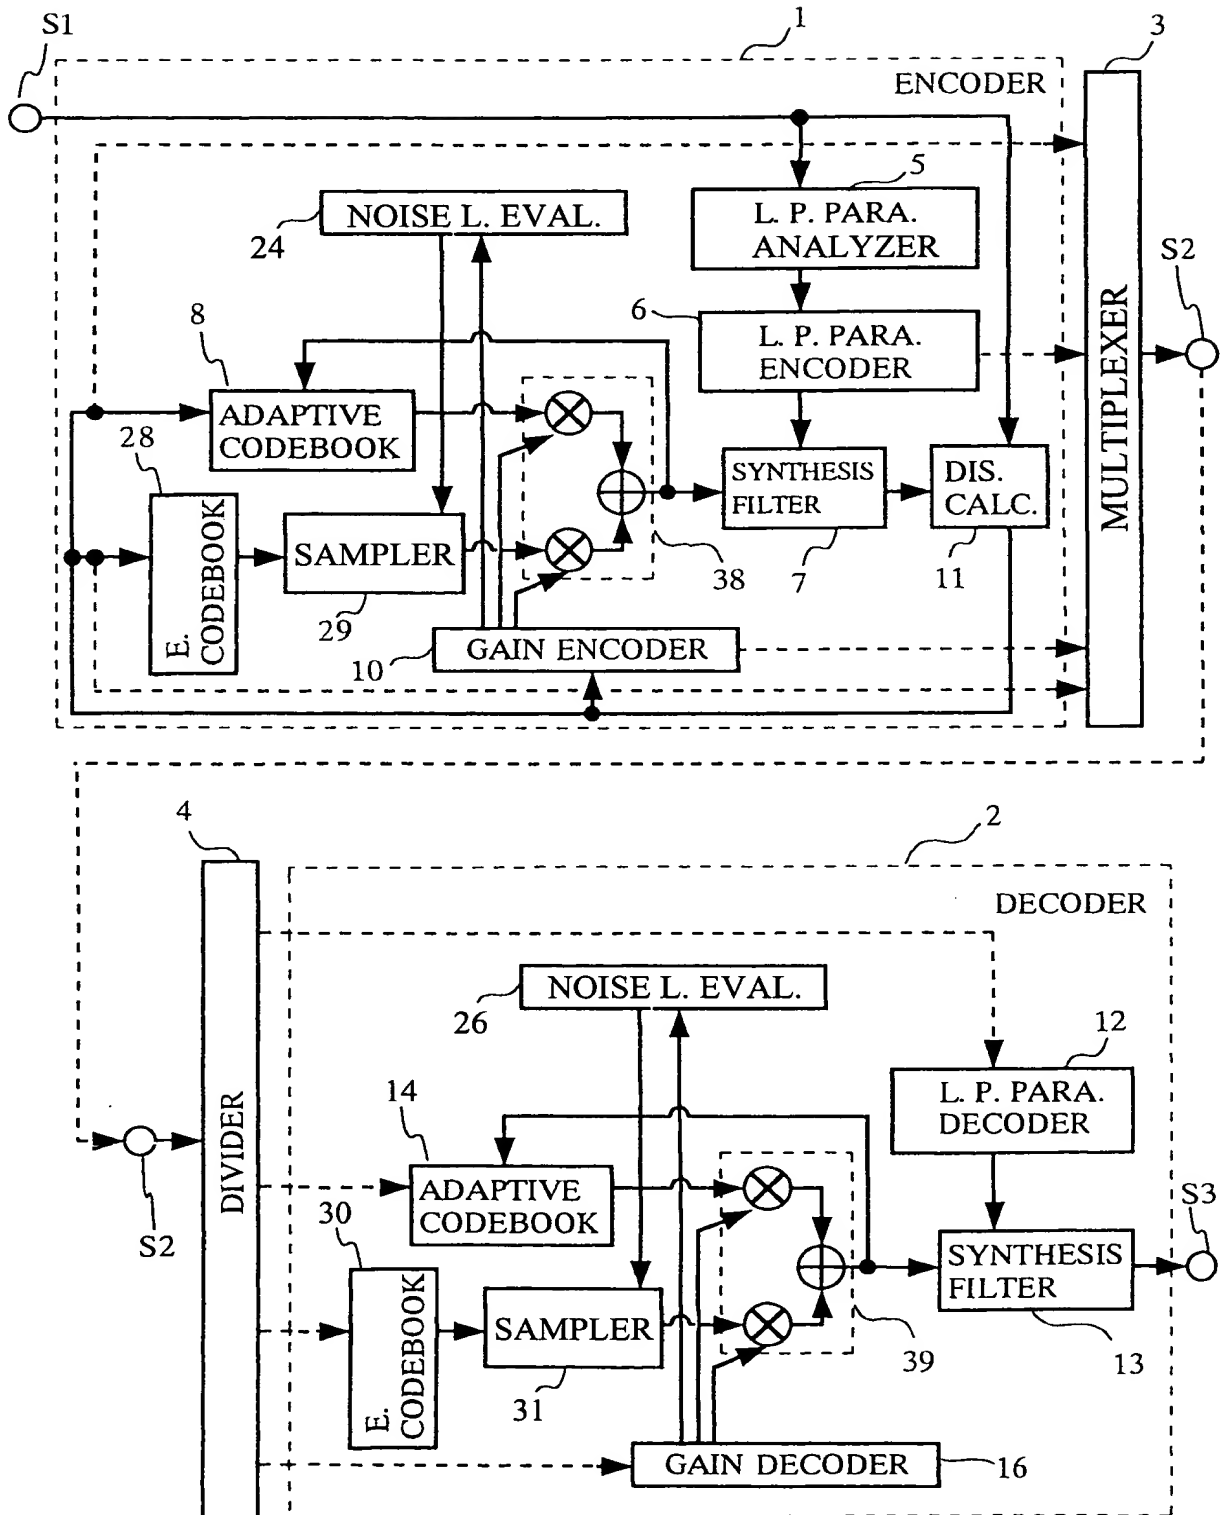 S1
1
3
ENCODER
5
24
NOISE L. EVAL.
L. P. PARA.
ANALYZER
S2
8
6
L. P. PARA.
ENCODER
MULTIPLEXER
ADAPTIVE
CODEBOOK
28
SYNTHESIS
FILTER
DIS.
CALC.
E.
CODEBOOK
SAMPLER
29
38
7
11
10
GAIN ENCODER
4
2
DECODER
26
NOISE L. EVAL.
12
L. P. PARA.
DECODER
14
DIVIDER
ADAPTIVE
CODEBOOK
S2
30
S3
SYNTHESIS
FILTER
E.
CODEBOOK
SAMPLER
31
39
13
GAIN DECODER
16